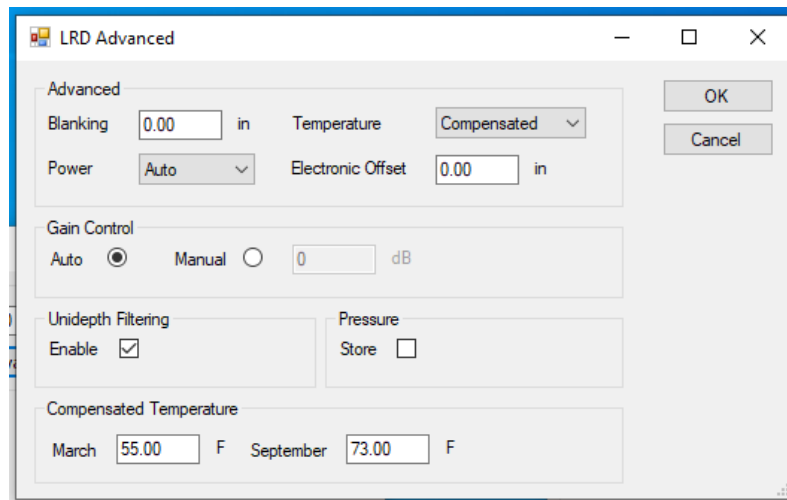 LRD Advanced
Advanced
OK
Blanking 0.00 in Temperature Compensated
Cancel
Power Auto Electronic Offset 0.00 in
Gain Control
Auto Manual 0 dB
Unidepth Filtering Pressure
Enable Store
Compensated Temperature
March 55.00 F September 73.00 F